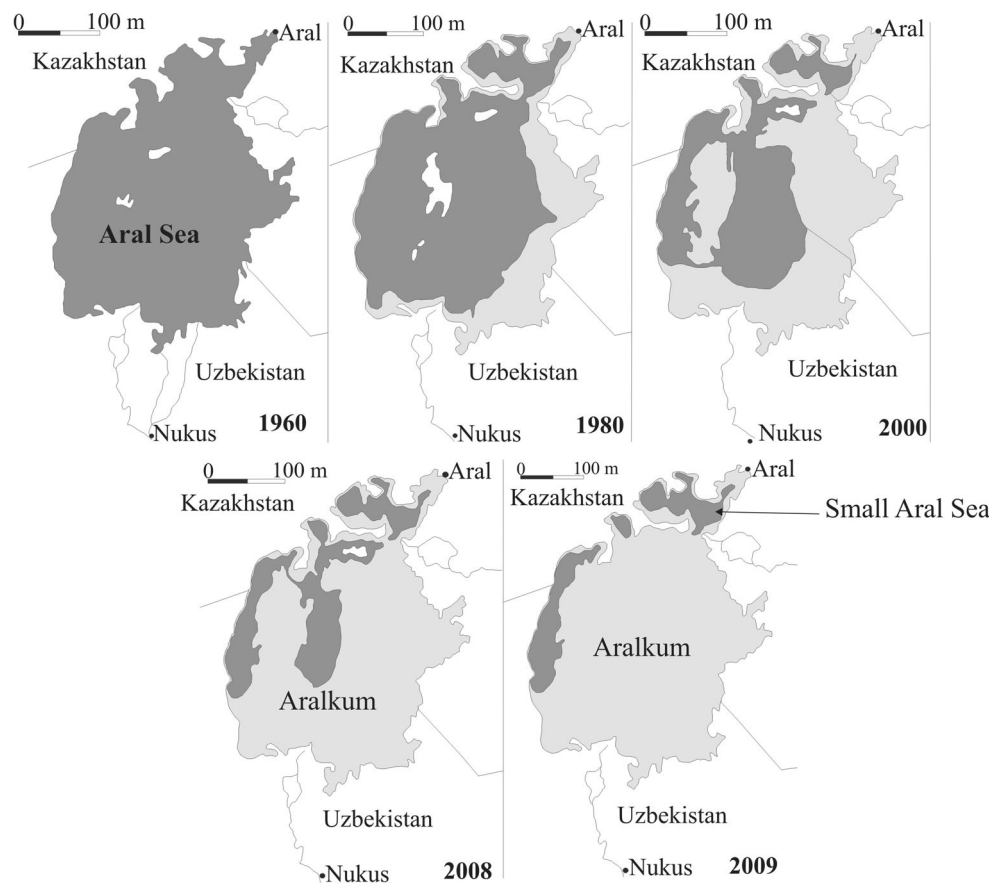 0 100 m
Aral
Kazakhstan
Aral Sea
Uzbekistan
Nukus
1960
0 100 m
Aral
Kazakhstan
Uzbekistan
Nukus
1980
0 100 m
Aral
Kazakhstan
Uzbekistan
Nukus
2000
0 100 m
Aral
Kazakhstan
Aralkum
Uzbekistan
Nukus
2008
0 100 m
Aral
Kazakhstan
Small Aral Sea
Aralkum
Uzbekistan
Nukus
2009